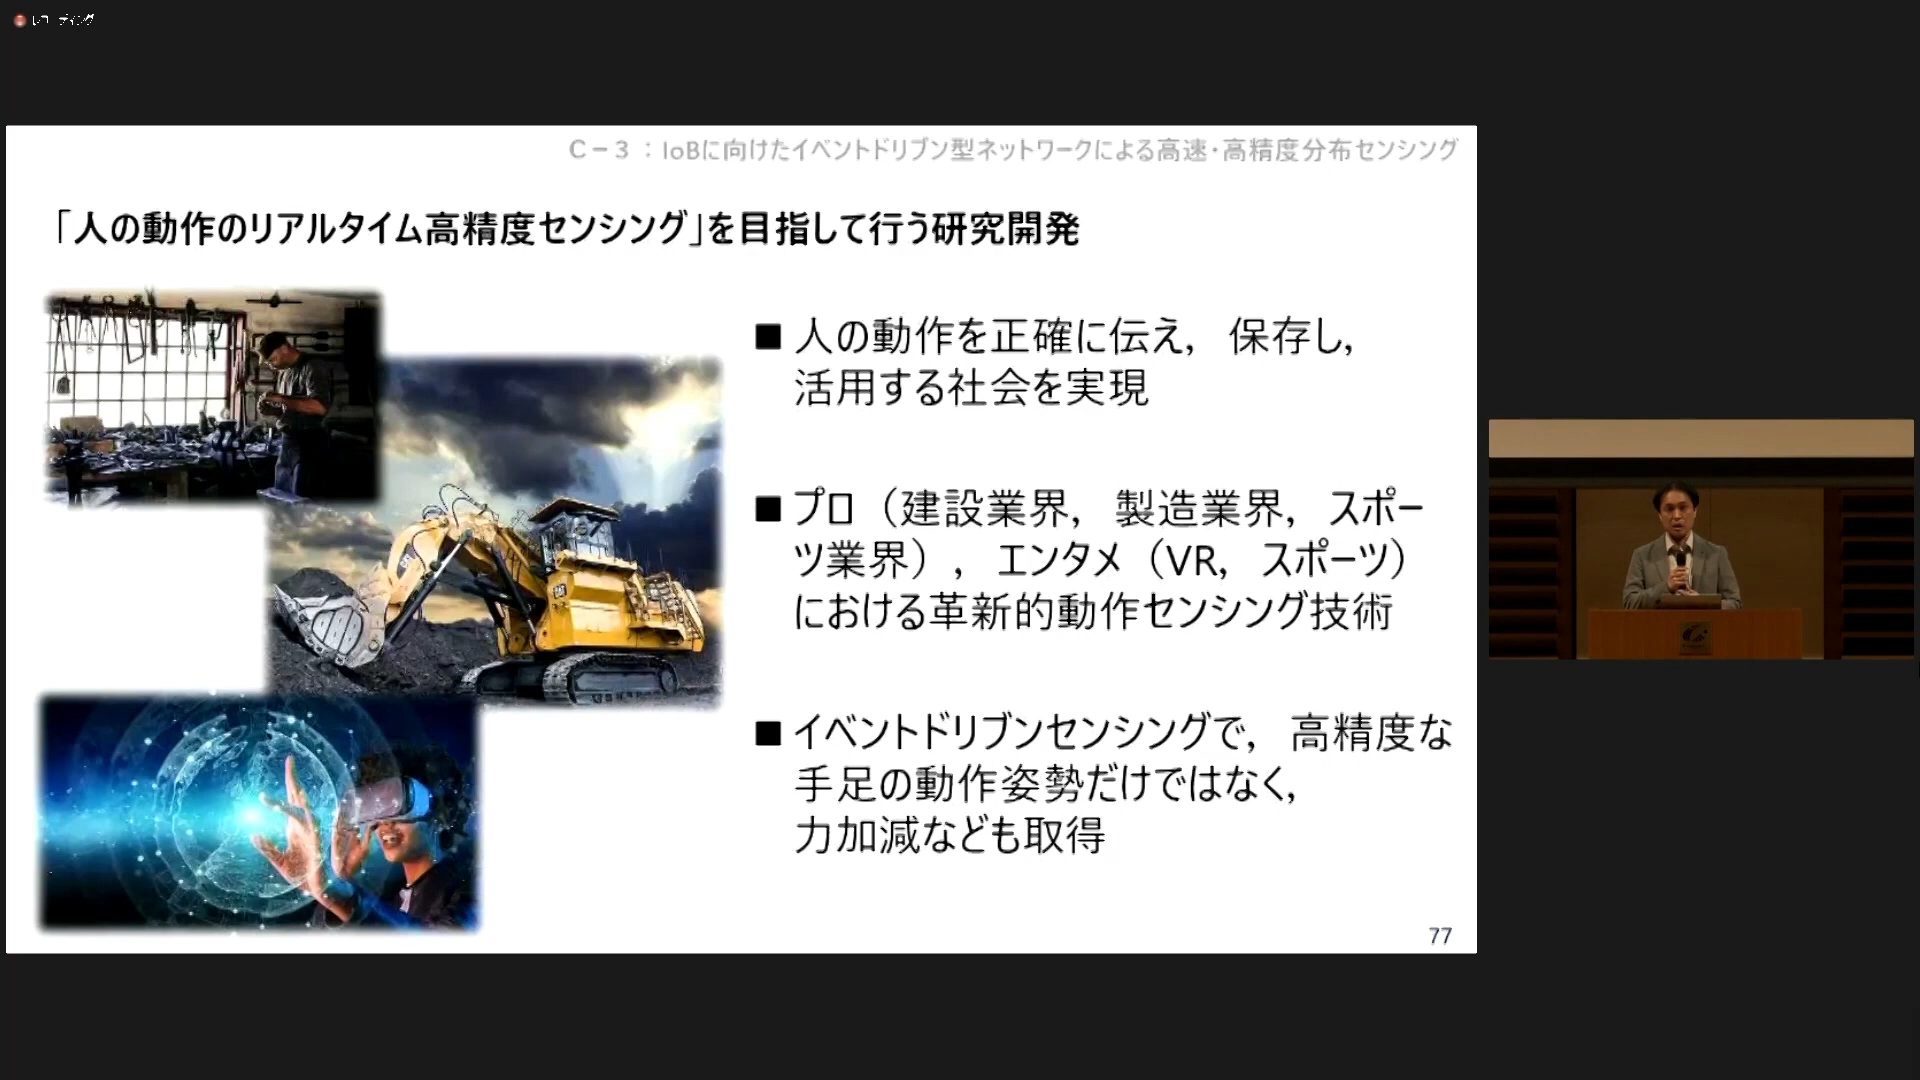 レコーディング
C－3：IoBに向けたイベントドリブン型ネットワークによる高速・高精度分布センシング
「人の動作のリアルタイム高精度センシング」を目指して行う研究開発
■ 人の動作を正確に伝え，保存し，
活用する社会を実現
■ プロ（建設業界，製造業界，スポー
ツ業界），エンタメ（VR，スポーツ）
における革新的動作センシング技術
■ イベントドリブンセンシングで，高精度な
手足の動作姿勢だけではなく，
力加減なども取得
CAT
77